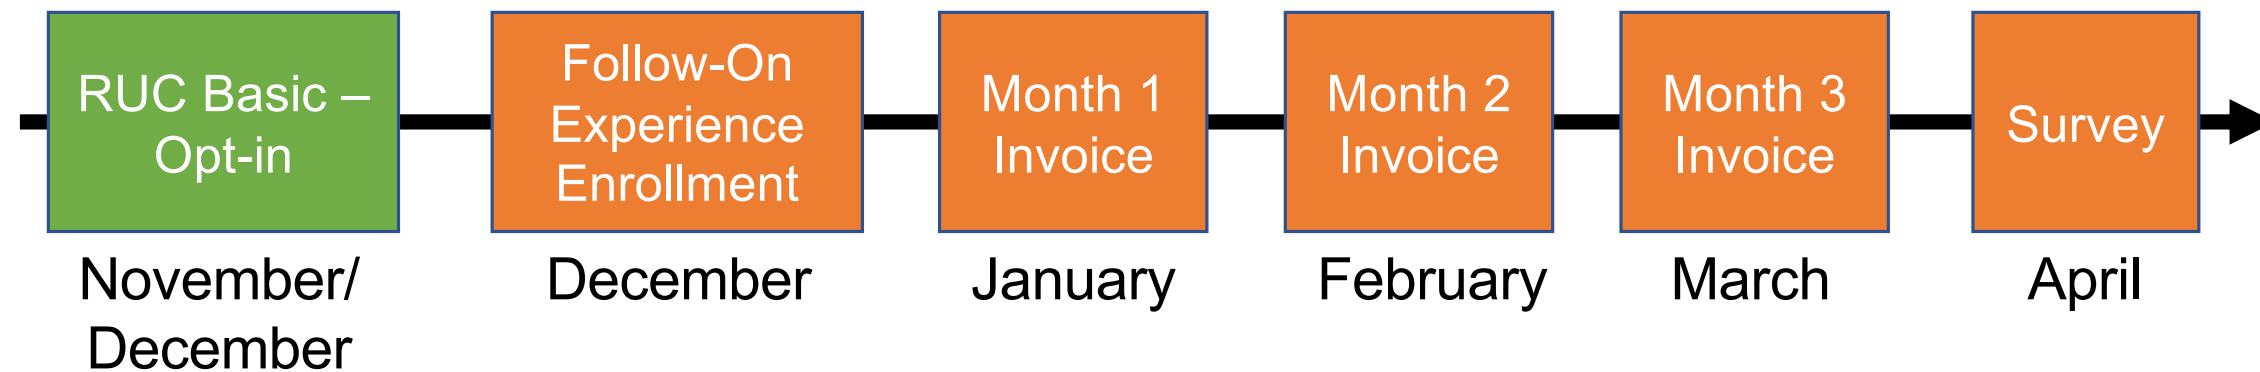 RUC Basic –
Opt-in
Follow-On
Experience
Enrollment
Month 1
Invoice
Month 2
Invoice
Month 3
Invoice
Survey
November/
December
December
January
February
March
April